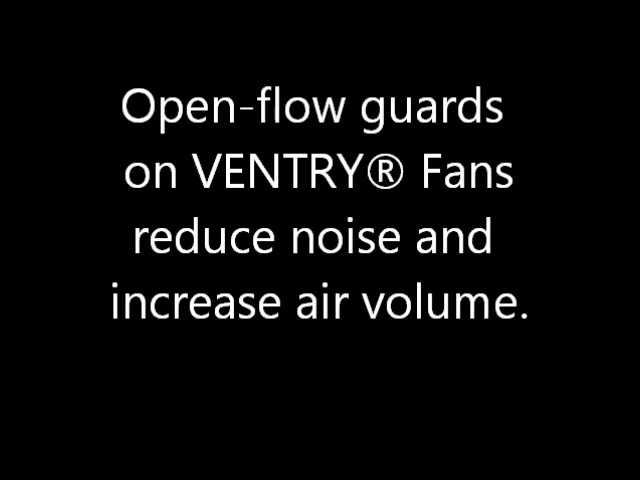 Open-flow guards
on VENTRY® Fans
reduce noise and
increase air volume.